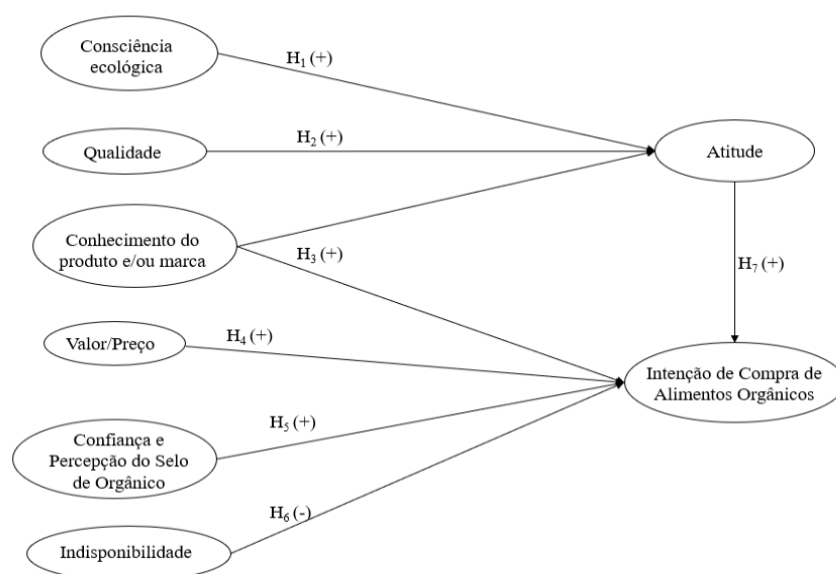 Consciência
ecológica
H₁ (+)
Qualidade
H₂ (+)
Atitude
Conhecimento do
produto e/ou marca
H₃ (+)
H₇ (+)
Valor/Preço
H₄ (+)
Intenção de Compra de
Alimentos Orgânicos
Confiança e
Percepção do Selo
de Orgânico
H₅ (+)
H₆ (-)
Indisponibilidade